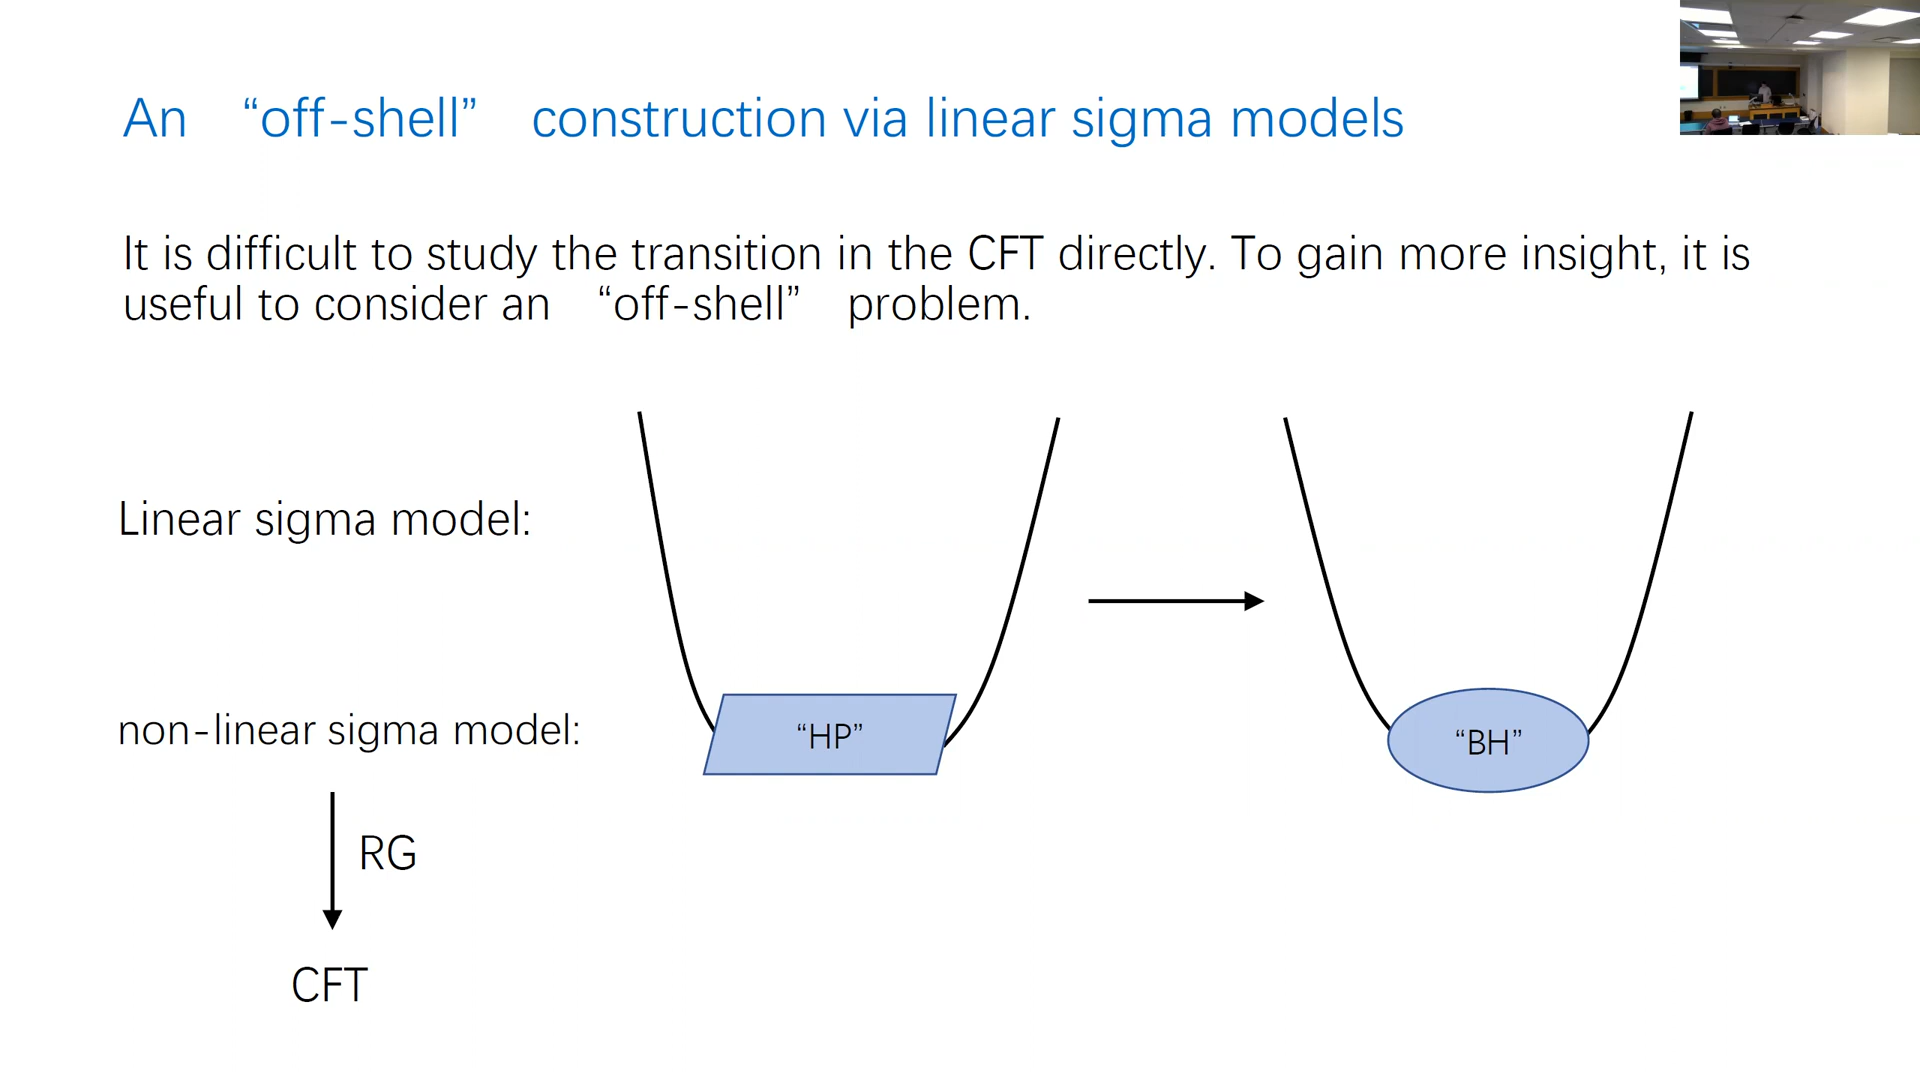 An “off-shell” construction via linear sigma models
It is difficult to study the transition in the CFT directly. To gain more insight, it is
useful to consider an “off-shell” problem.
Linear sigma model:
non-linear sigma model:
“HP”
“BH”
RG
CFT